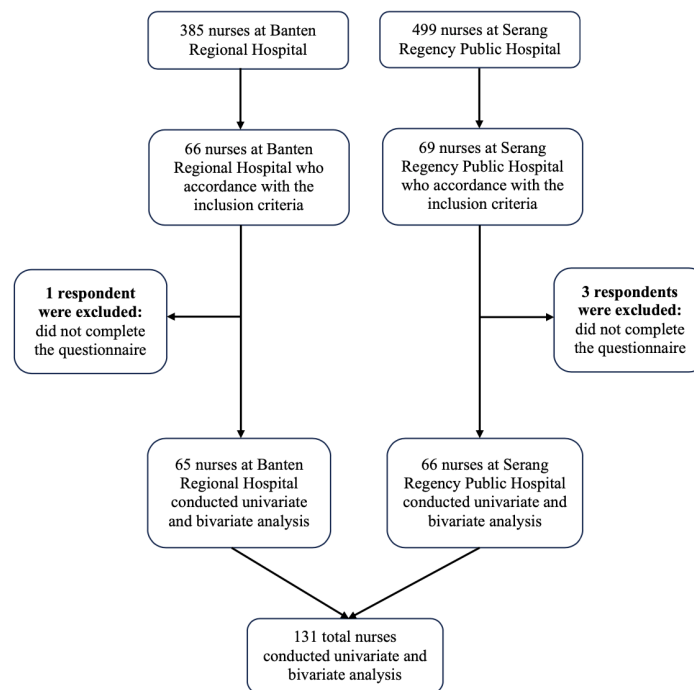 385 nurses at Banten
Regional Hospital
499 nurses at Serang
Regency Public Hospital
66 nurses at Banten
Regional Hospital who
accordance with the
inclusion criteria
69 nurses at Serang
Regency Public Hospital
who accordance with the
inclusion criteria
1 respondent
were excluded:
did not complete
the questionnaire
3 respondents
were excluded:
did not complete
the questionnaire
65 nurses at Banten
Regional Hospital
conducted univariate
and bivariate analysis
66 nurses at Serang
Regency Public Hospital
conducted univariate and
bivariate analysis
131 total nurses
conducted univariate and
bivariate analysis